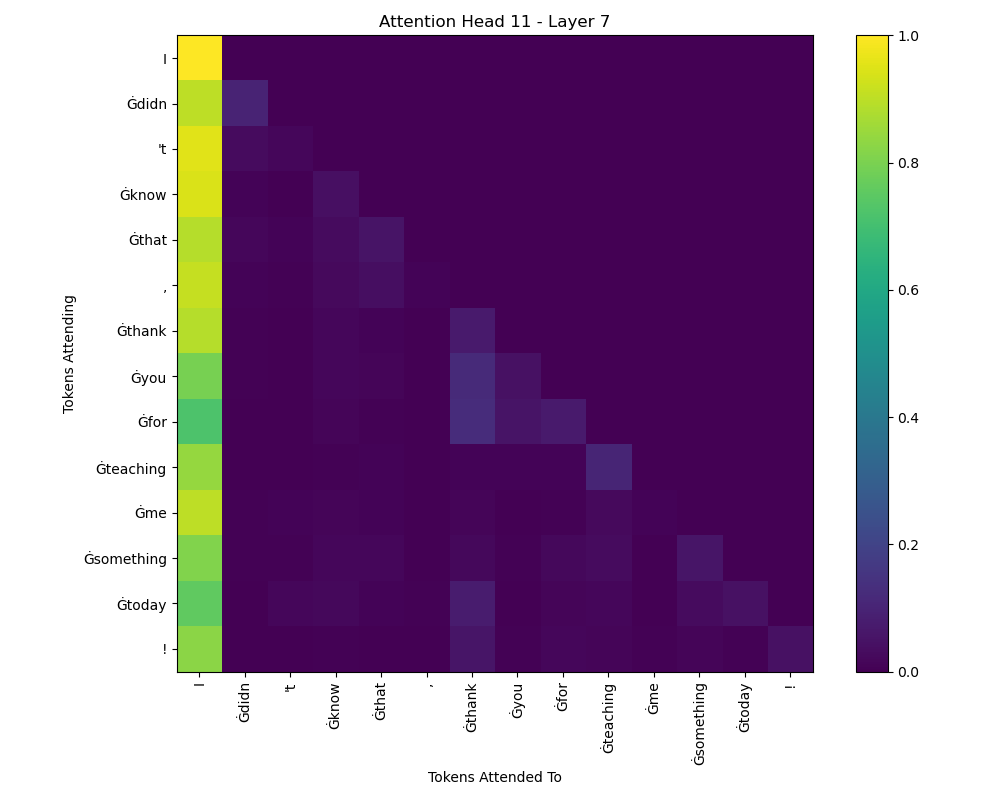 Attention Head 11 - Layer 7
Tokens Attending
I
Ġdidn
't
Ġknow
Ġthat
,
Ġthank
Ġyou
Ġfor
Ġteaching
Ġme
Ġsomething
Ġtoday
!
I
Ġdidn
't
Ġknow
Ġthat
,
Ġthank
Ġyou
Ġfor
Ġteaching
Ġme
Ġsomething
Ġtoday
!
Tokens Attended To
1.0
0.8
0.6
0.4
0.2
0.0